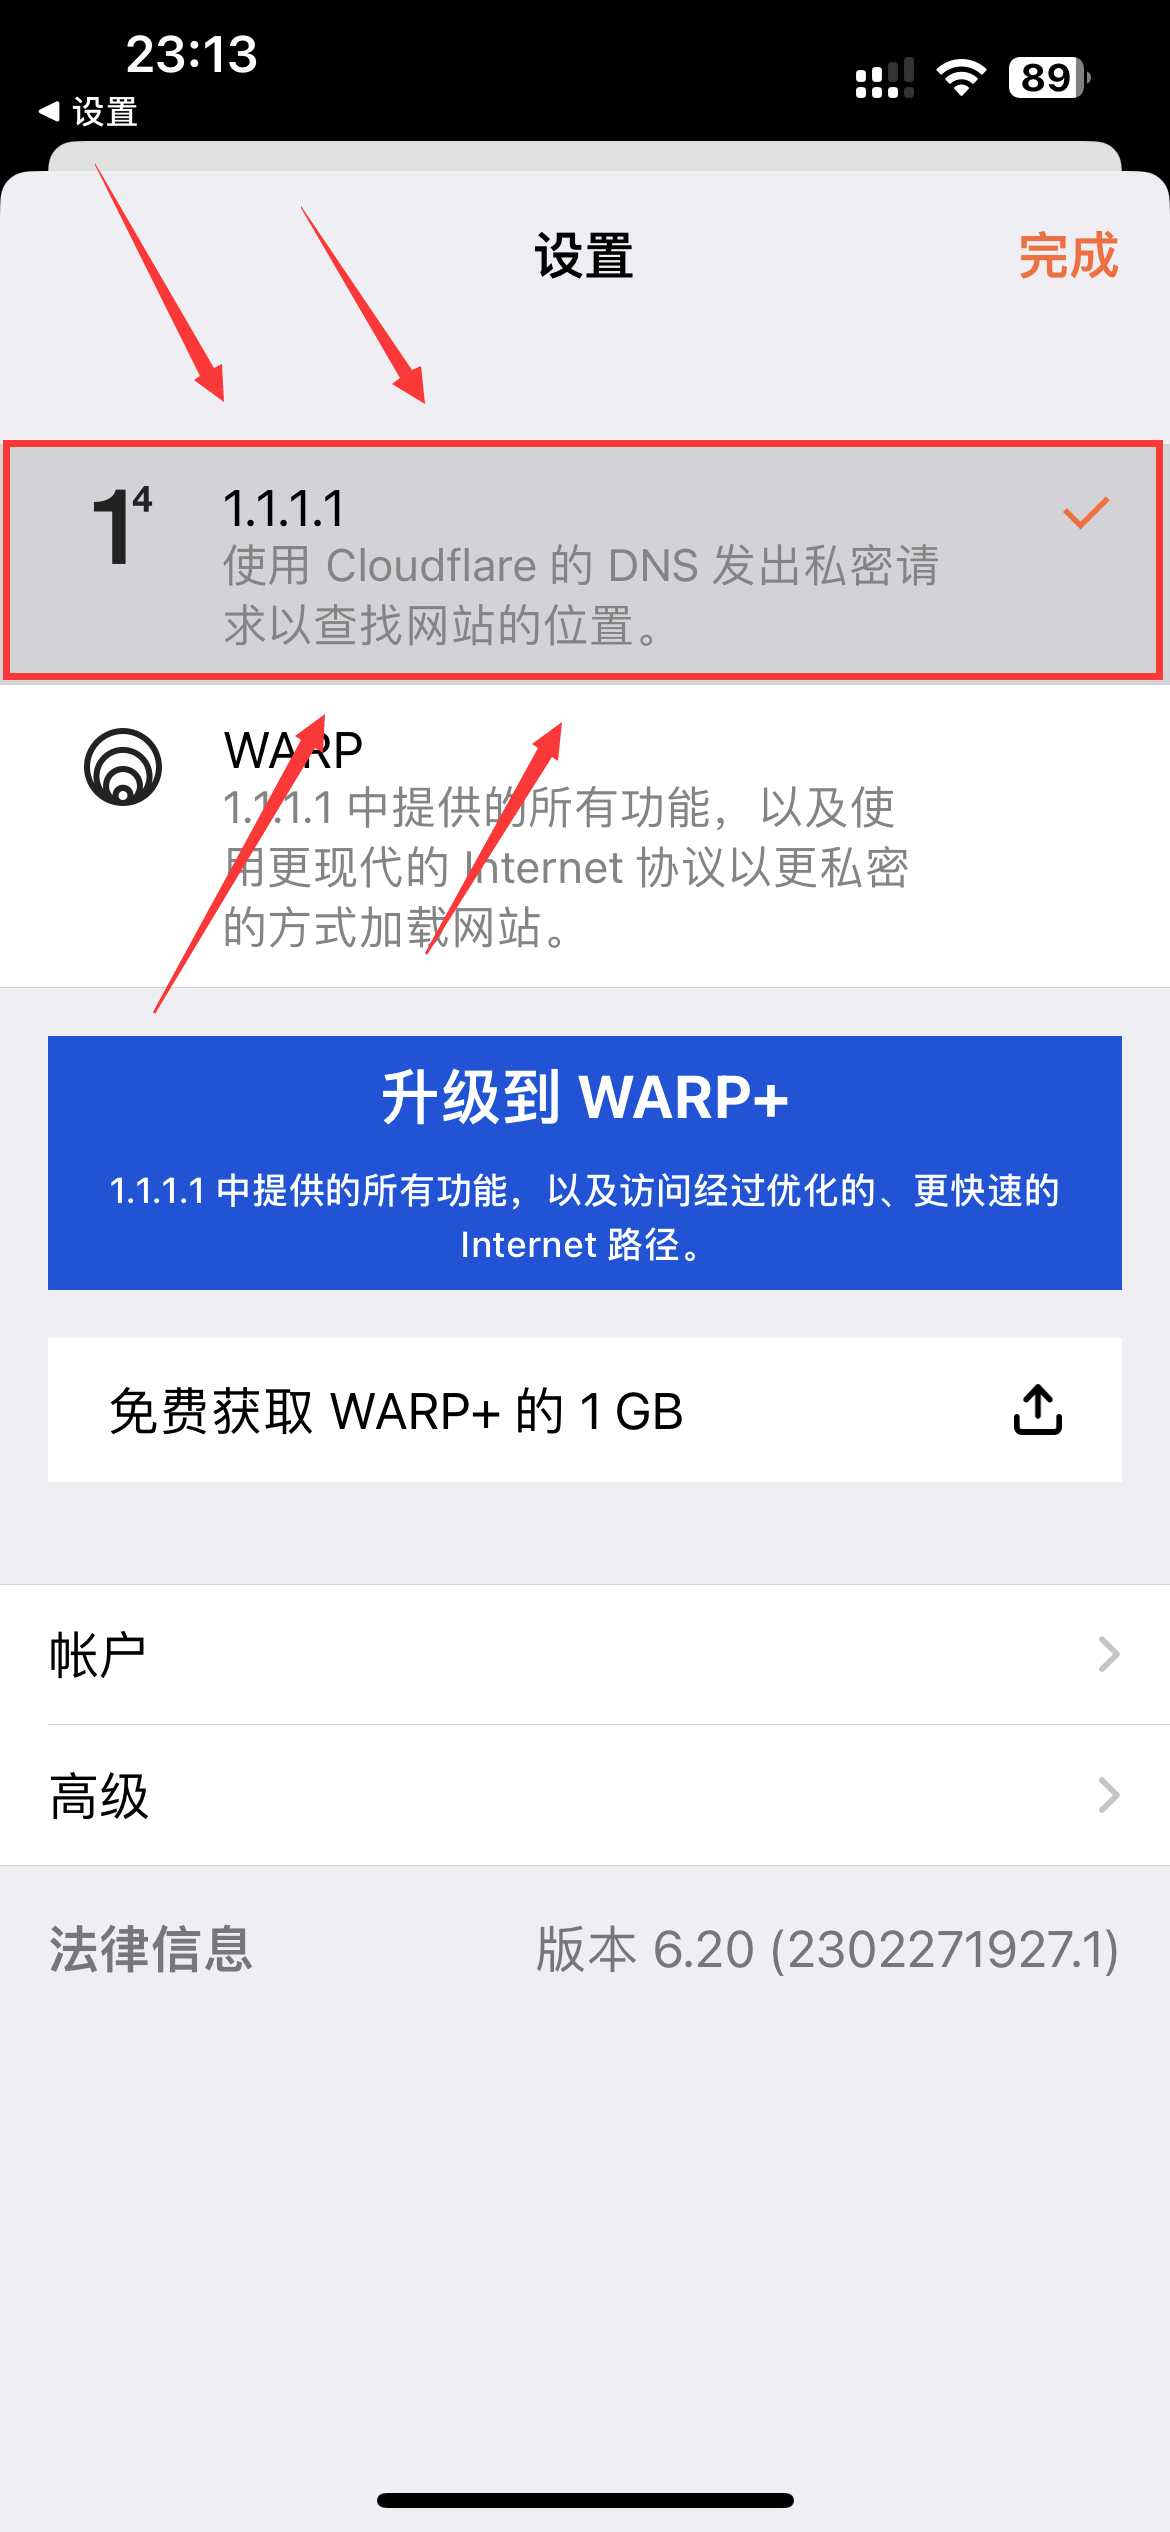 23:13
89
设置
设置
完成
1⁴
1.1.1.1
使用 Cloudflare 的 DNS 发出私密请
求以查找网站的位置。
WARP
1.1.1.1 中提供的所有功能，以及使
用更现代的 Internet 协议以更私密
的方式加载网站。
升级到 WARP+
1.1.1.1 中提供的所有功能，以及访问经过优化的、更快速的
Internet 路径。
免费获取 WARP+ 的 1 GB
帐户
高级
法律信息
版本 6.20 (2302271927.1)